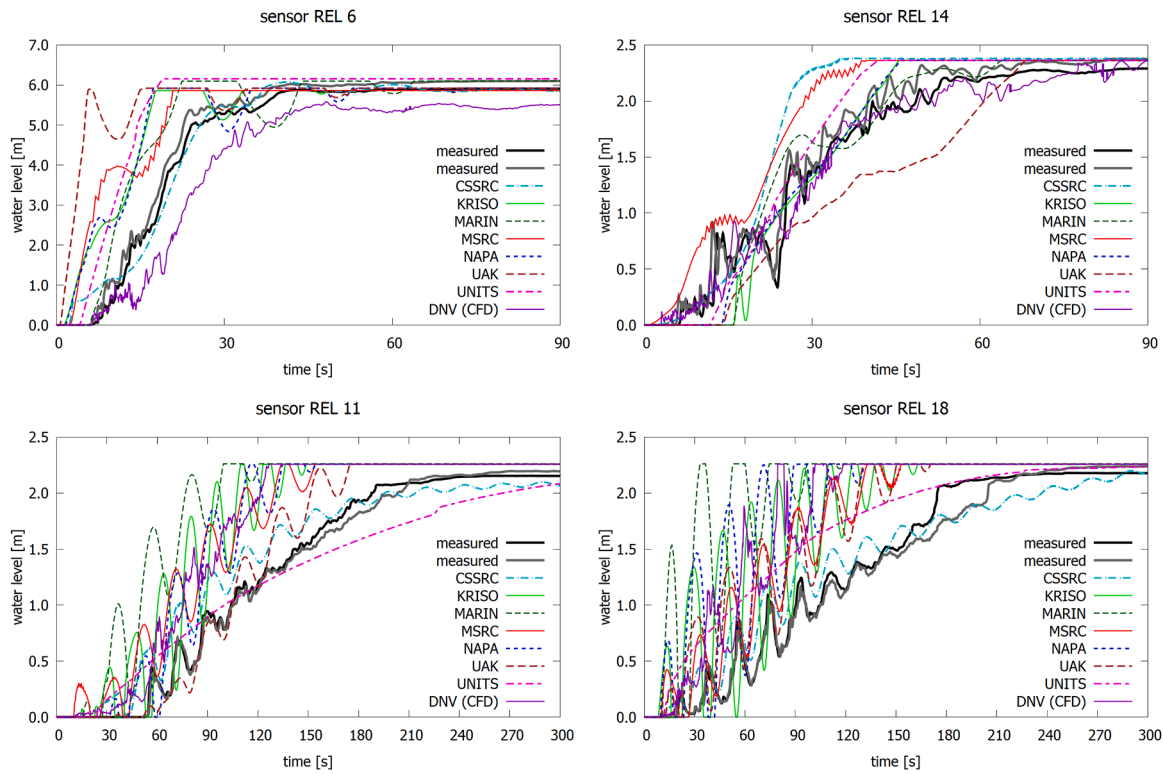 sensor REL 6
7.0
6.0
5.0
4.0
3.0
2.0
1.0
0.0
water level [m]
measured
measured
CSSRC
KRISO
MARIN
MSRC
NAPA
UAK
UNITS
DNV (CFD)
0 30 60 90
time [s]
sensor REL 14
2.5
2.0
1.5
1.0
0.5
0.0
water level [m]
measured
measured
CSSRC
KRISO
MARIN
MSRC
NAPA
UAK
UNITS
DNV (CFD)
0 30 60 90
time [s]
sensor REL 11
2.5
2.0
1.5
1.0
0.5
0.0
water level [m]
measured
measured
CSSRC
KRISO
MARIN
MSRC
NAPA
UAK
UNITS
DNV (CFD)
0 30 60 90 120 150 180 210 240 270 300
time [s]
sensor REL 18
2.5
2.0
1.5
1.0
0.5
0.0
water level [m]
measured
measured
CSSRC
KRISO
MARIN
MSRC
NAPA
UAK
UNITS
DNV (CFD)
0 30 60 90 120 150 180 210 240 270 300
time [s]